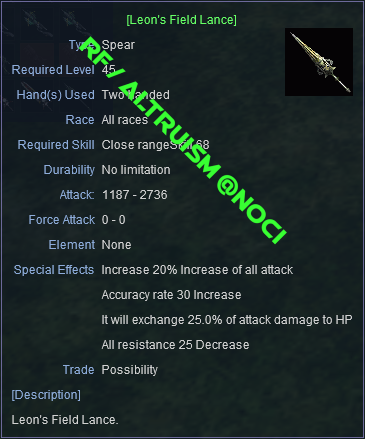 [Leon's Field Lance]
Type Spear
Required Level 45
Hand(s) Used Two Handed
Race All races
Required Skill Close rangeSkill 68
Durability No limitation
Attack: 1187 - 2736
Force Attack 0 - 0
Element None
Special Effects Increase 20% Increase of all attack
Accuracy rate 30 Increase
It will exchange 25.0% of attack damage to HP
All resistance 25 Decrease
Trade Possibility
[Description]
Leon's Field Lance.
RF / ALTRUISM @NOCI